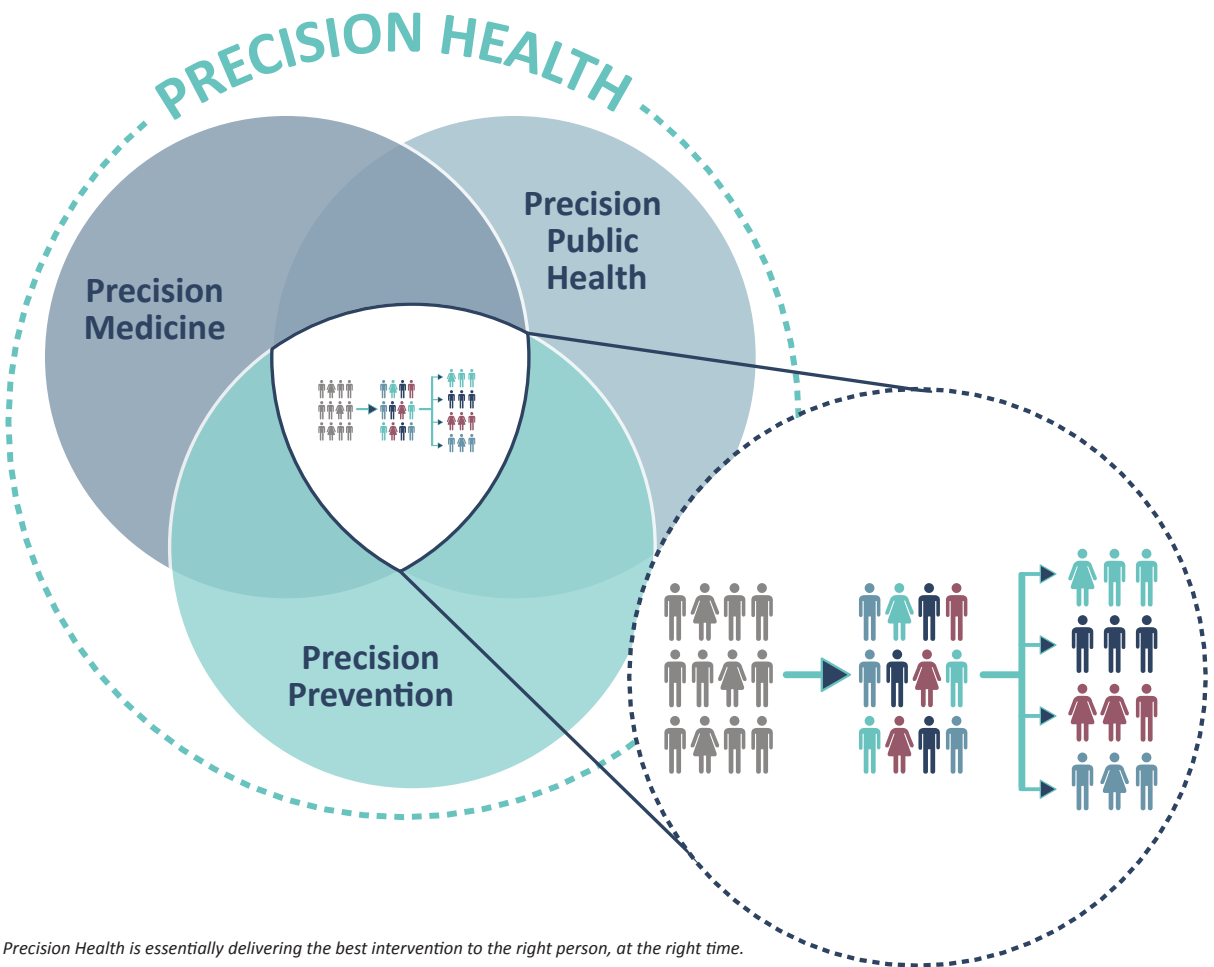 PRECISION HEALTH
Precision
Public
Health
Precision
Medicine
Precision
Prevention
Precision Health is essentially delivering the best intervention to the right person, at the right time.